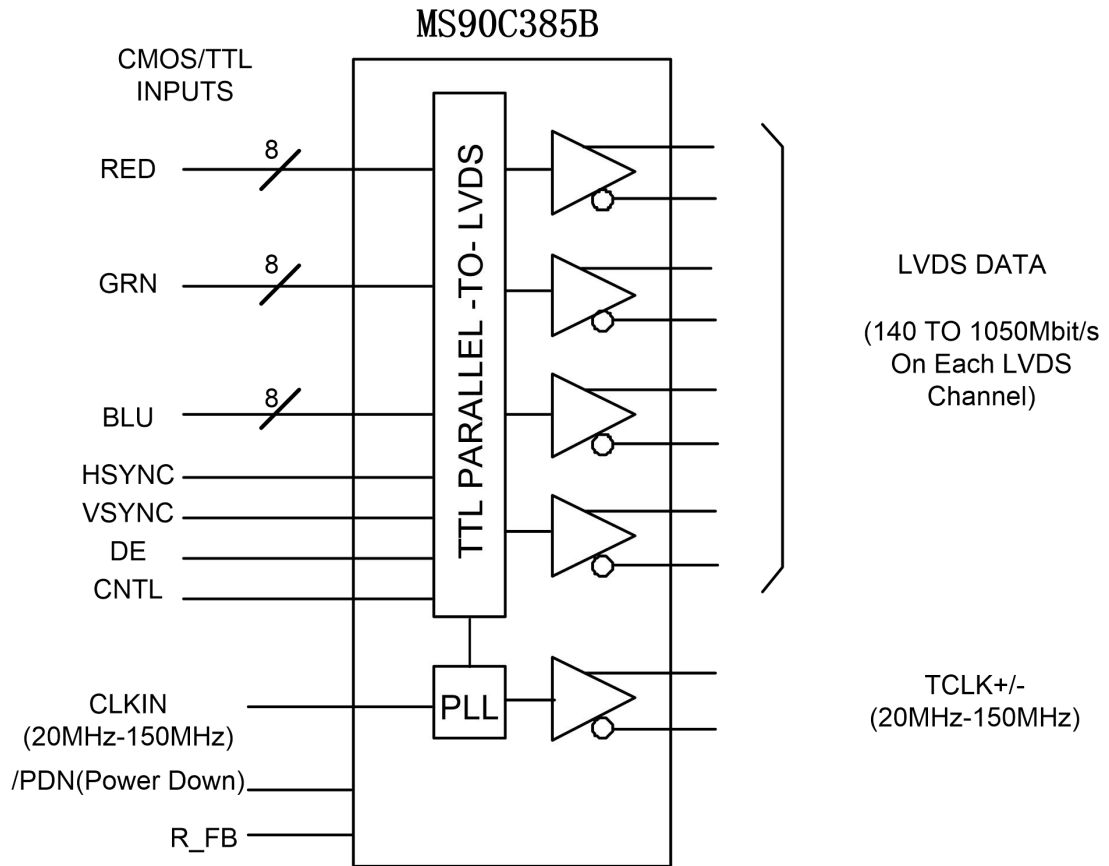 MS90C385B
CMOS/TTL
INPUTS
RED
8
GRN
8
BLU
8
HSYNC
VSYNC
DE
CNTL
CLKIN
(20MHz-150MHz)
/PDN(Power Down)
R_FB
TTL PARALLEL -TO- LVDS
PLL
LVDS DATA
(140 TO 1050Mbit/s
On Each LVDS
Channel)
TCLK+/-
(20MHz-150MHz)